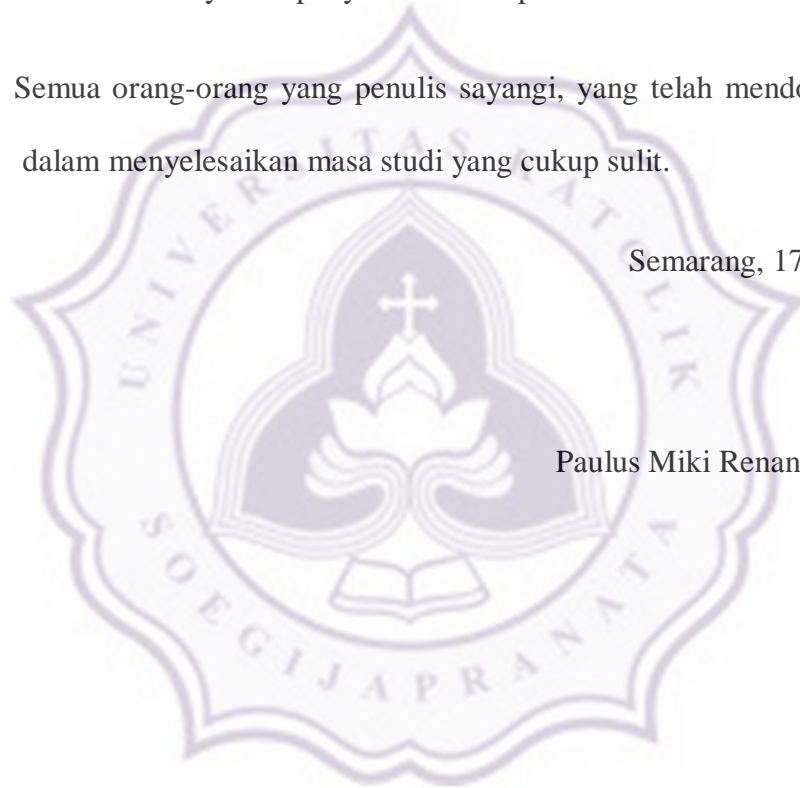 Semua orang-orang yang penulis sayangi, yang telah mendo
dalam menyelesaikan masa studi yang cukup sulit.
Semarang, 17
Paulus Miki Renan
UNIVERSITAS KATOLIK
SOEGIJAPRANATA